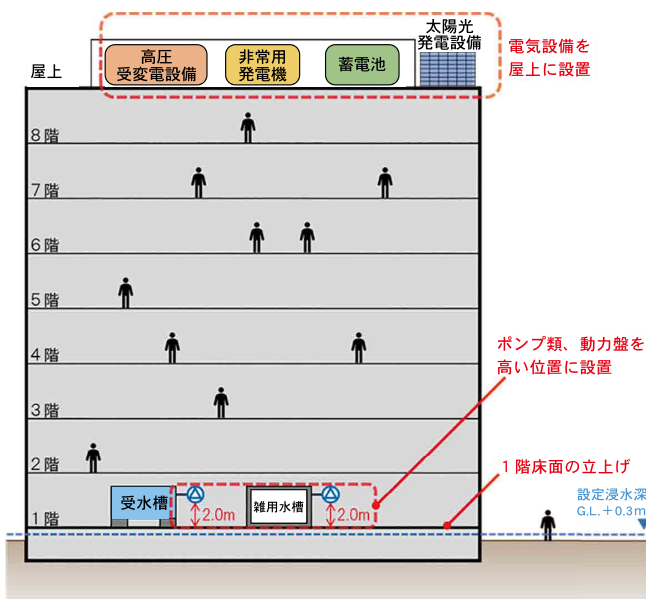 太陽光
発電設備
電気設備を
屋上に設置
高圧
受変電設備
非常用
発電機
蓄電池
屋上
8階
7階
6階
5階
4階
3階
2階
1階
ポンプ類、動力盤を
高い位置に設置
1階床面の立上げ
受水槽
2.0m
雑用水槽
2.0m
設定浸水深
G.L.+0.3m